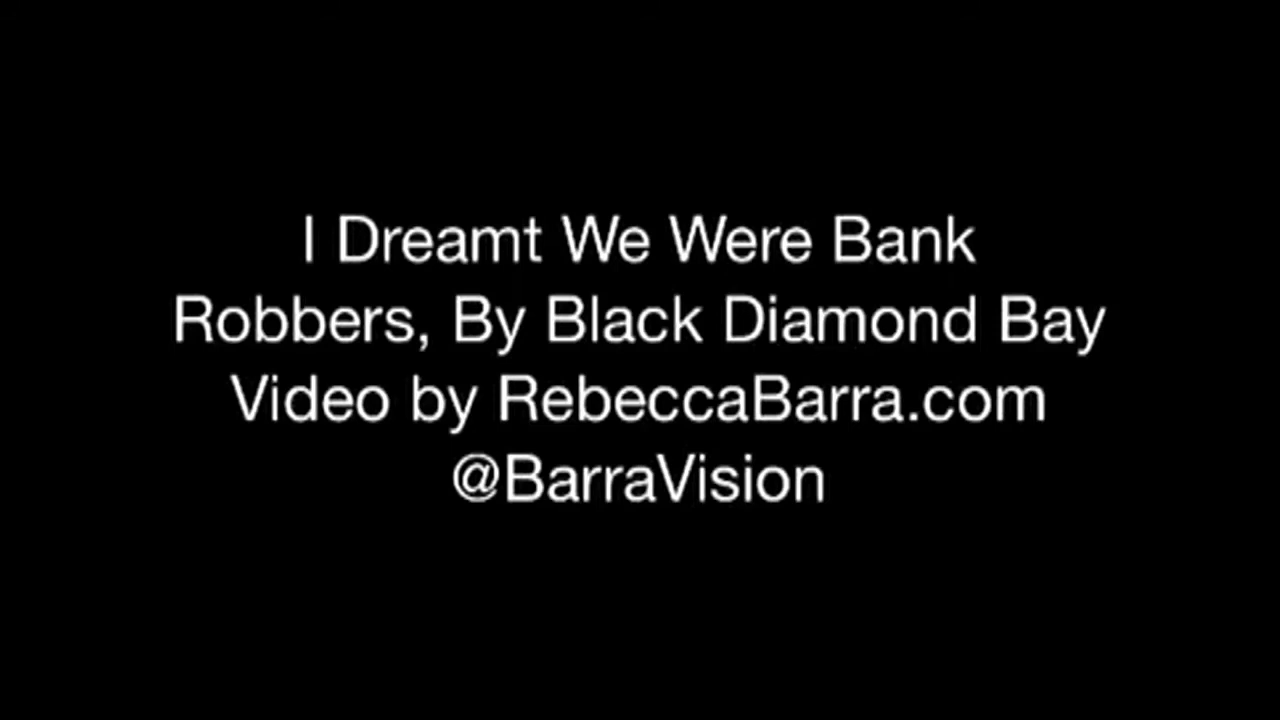 I Dreamt We Were Bank
Robbers, By Black Diamond Bay
Video by RebeccaBarra.com
@BarraVision